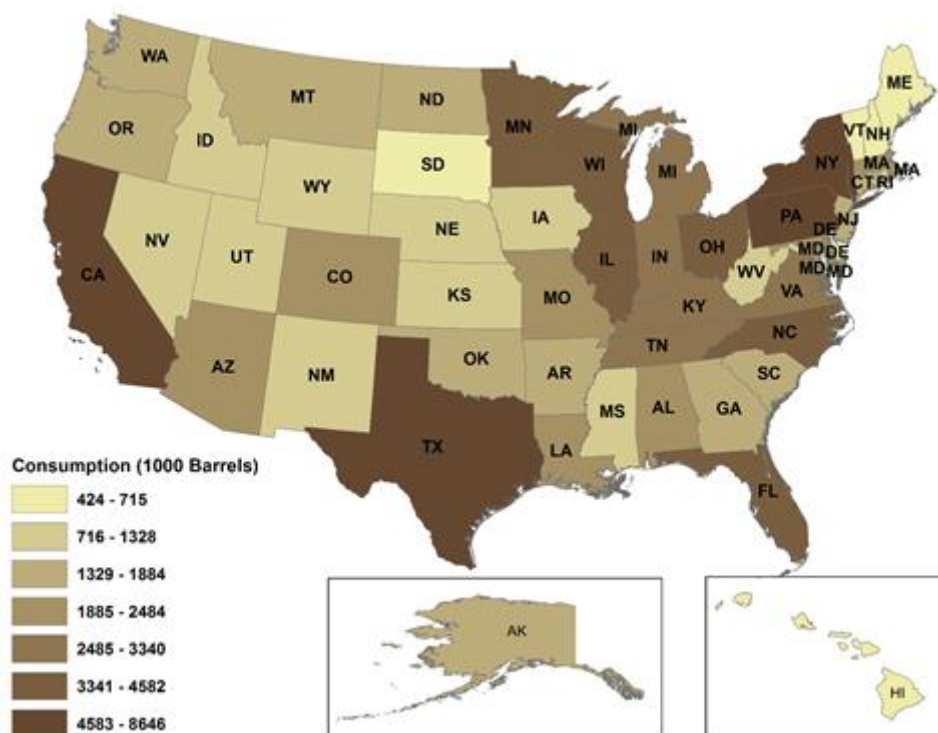 WA
MT
ND
MN
MI
ME
VT
NH
OR
ID
SD
WI
MI
NY
MA
MA
CT
RI
WY
IA
PA
NJ
DE
NE
NV
UT
CO
IL
IN
OH
MD
DE
WV
MD
MD
VA
CA
KS
MO
KY
NC
TN
AZ
NM
OK
AR
SC
MS
AL
GA
TX
LA
FL
Consumption (1000 Barrels)
424 - 715
716 - 1328
1329 - 1884
1885 - 2484
2485 - 3340
3341 - 4582
4583 - 8646
AK
HI